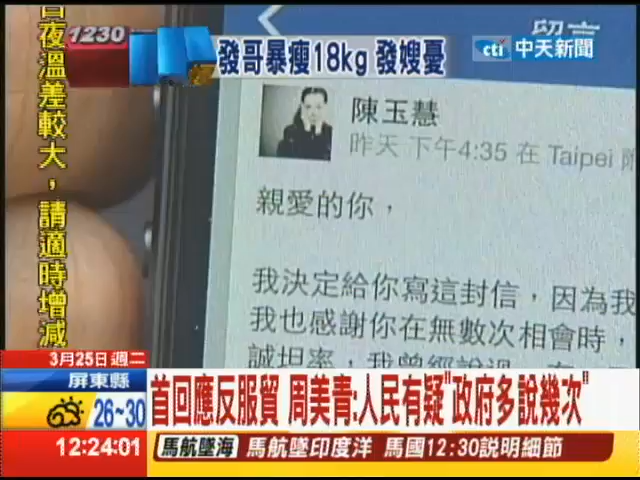 1230
發哥暴瘦18kg 發嫂憂
cti 中天新聞
留言
日夜溫差較大，請適時增減
陳玉慧
昨天 下午4:35 在 Taipei 附
親愛的你，
我決定給你寫這封信，因為我
我也感謝你在無數次相會時，
誠坦率，我曾經說過
3月25日週二
屏東縣
26~30
12:24:01
首回應反服貿 周美青:人民有疑"政府多說幾次"
馬航墜海
馬航墜印度洋 馬國12:30說明細節